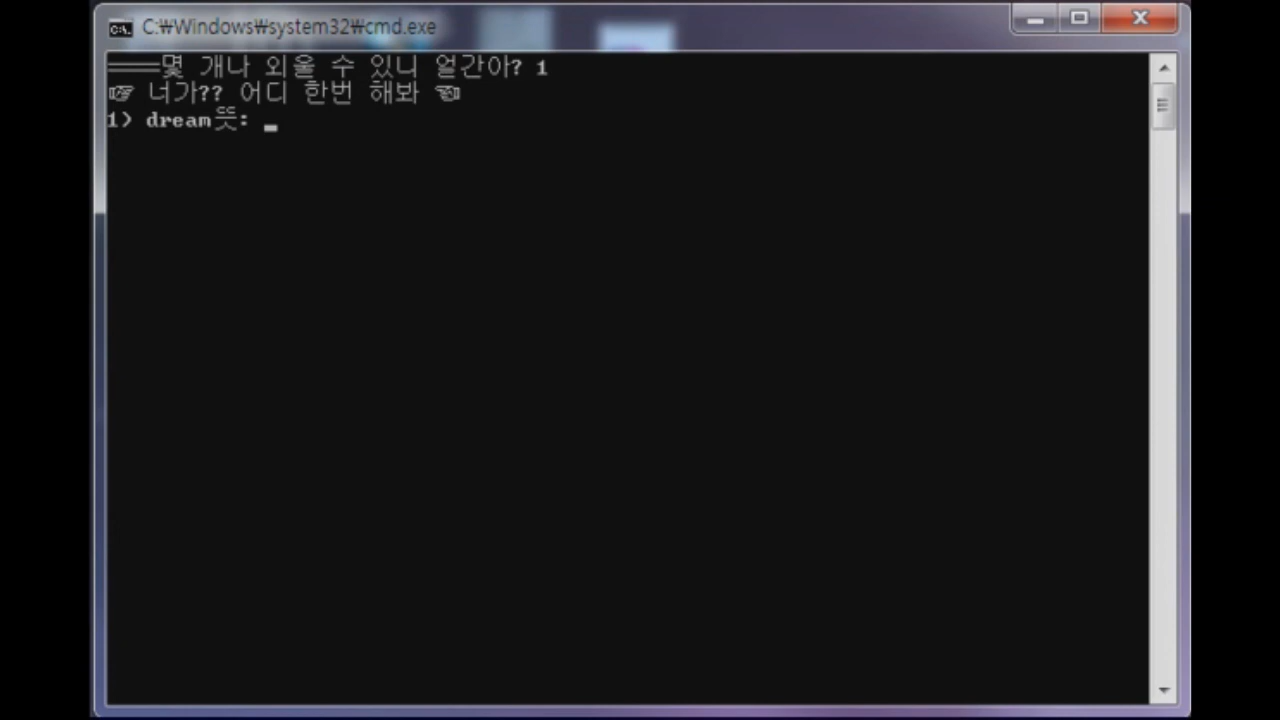 C:₩Windows₩system32₩cmd.exe
====몇 개나 외울 수 있니 얼간아? 1
☞ 너가?? 어디 한번 해봐 ☜
1> dream뜻: _